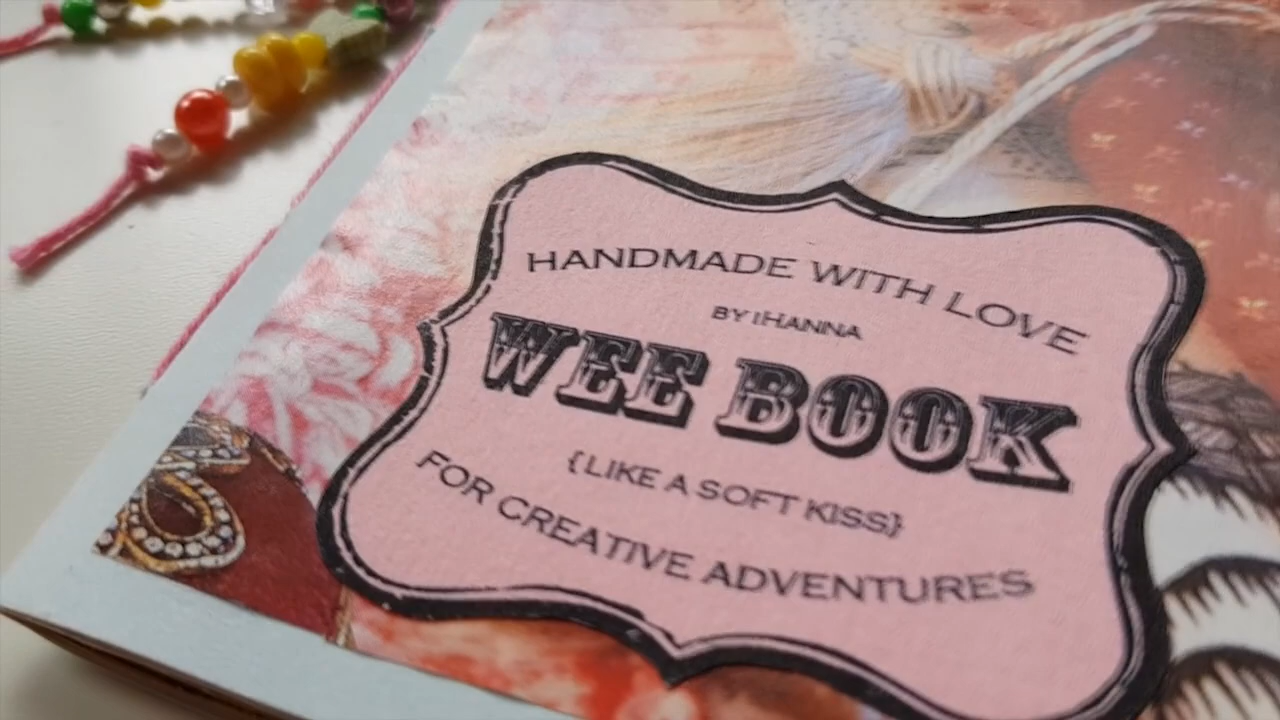 HANDMADE WITH LOVE
BY iHANNA
WEE BOOK
{LIKE A SOFT KISS}
FOR CREATIVE ADVENTURES